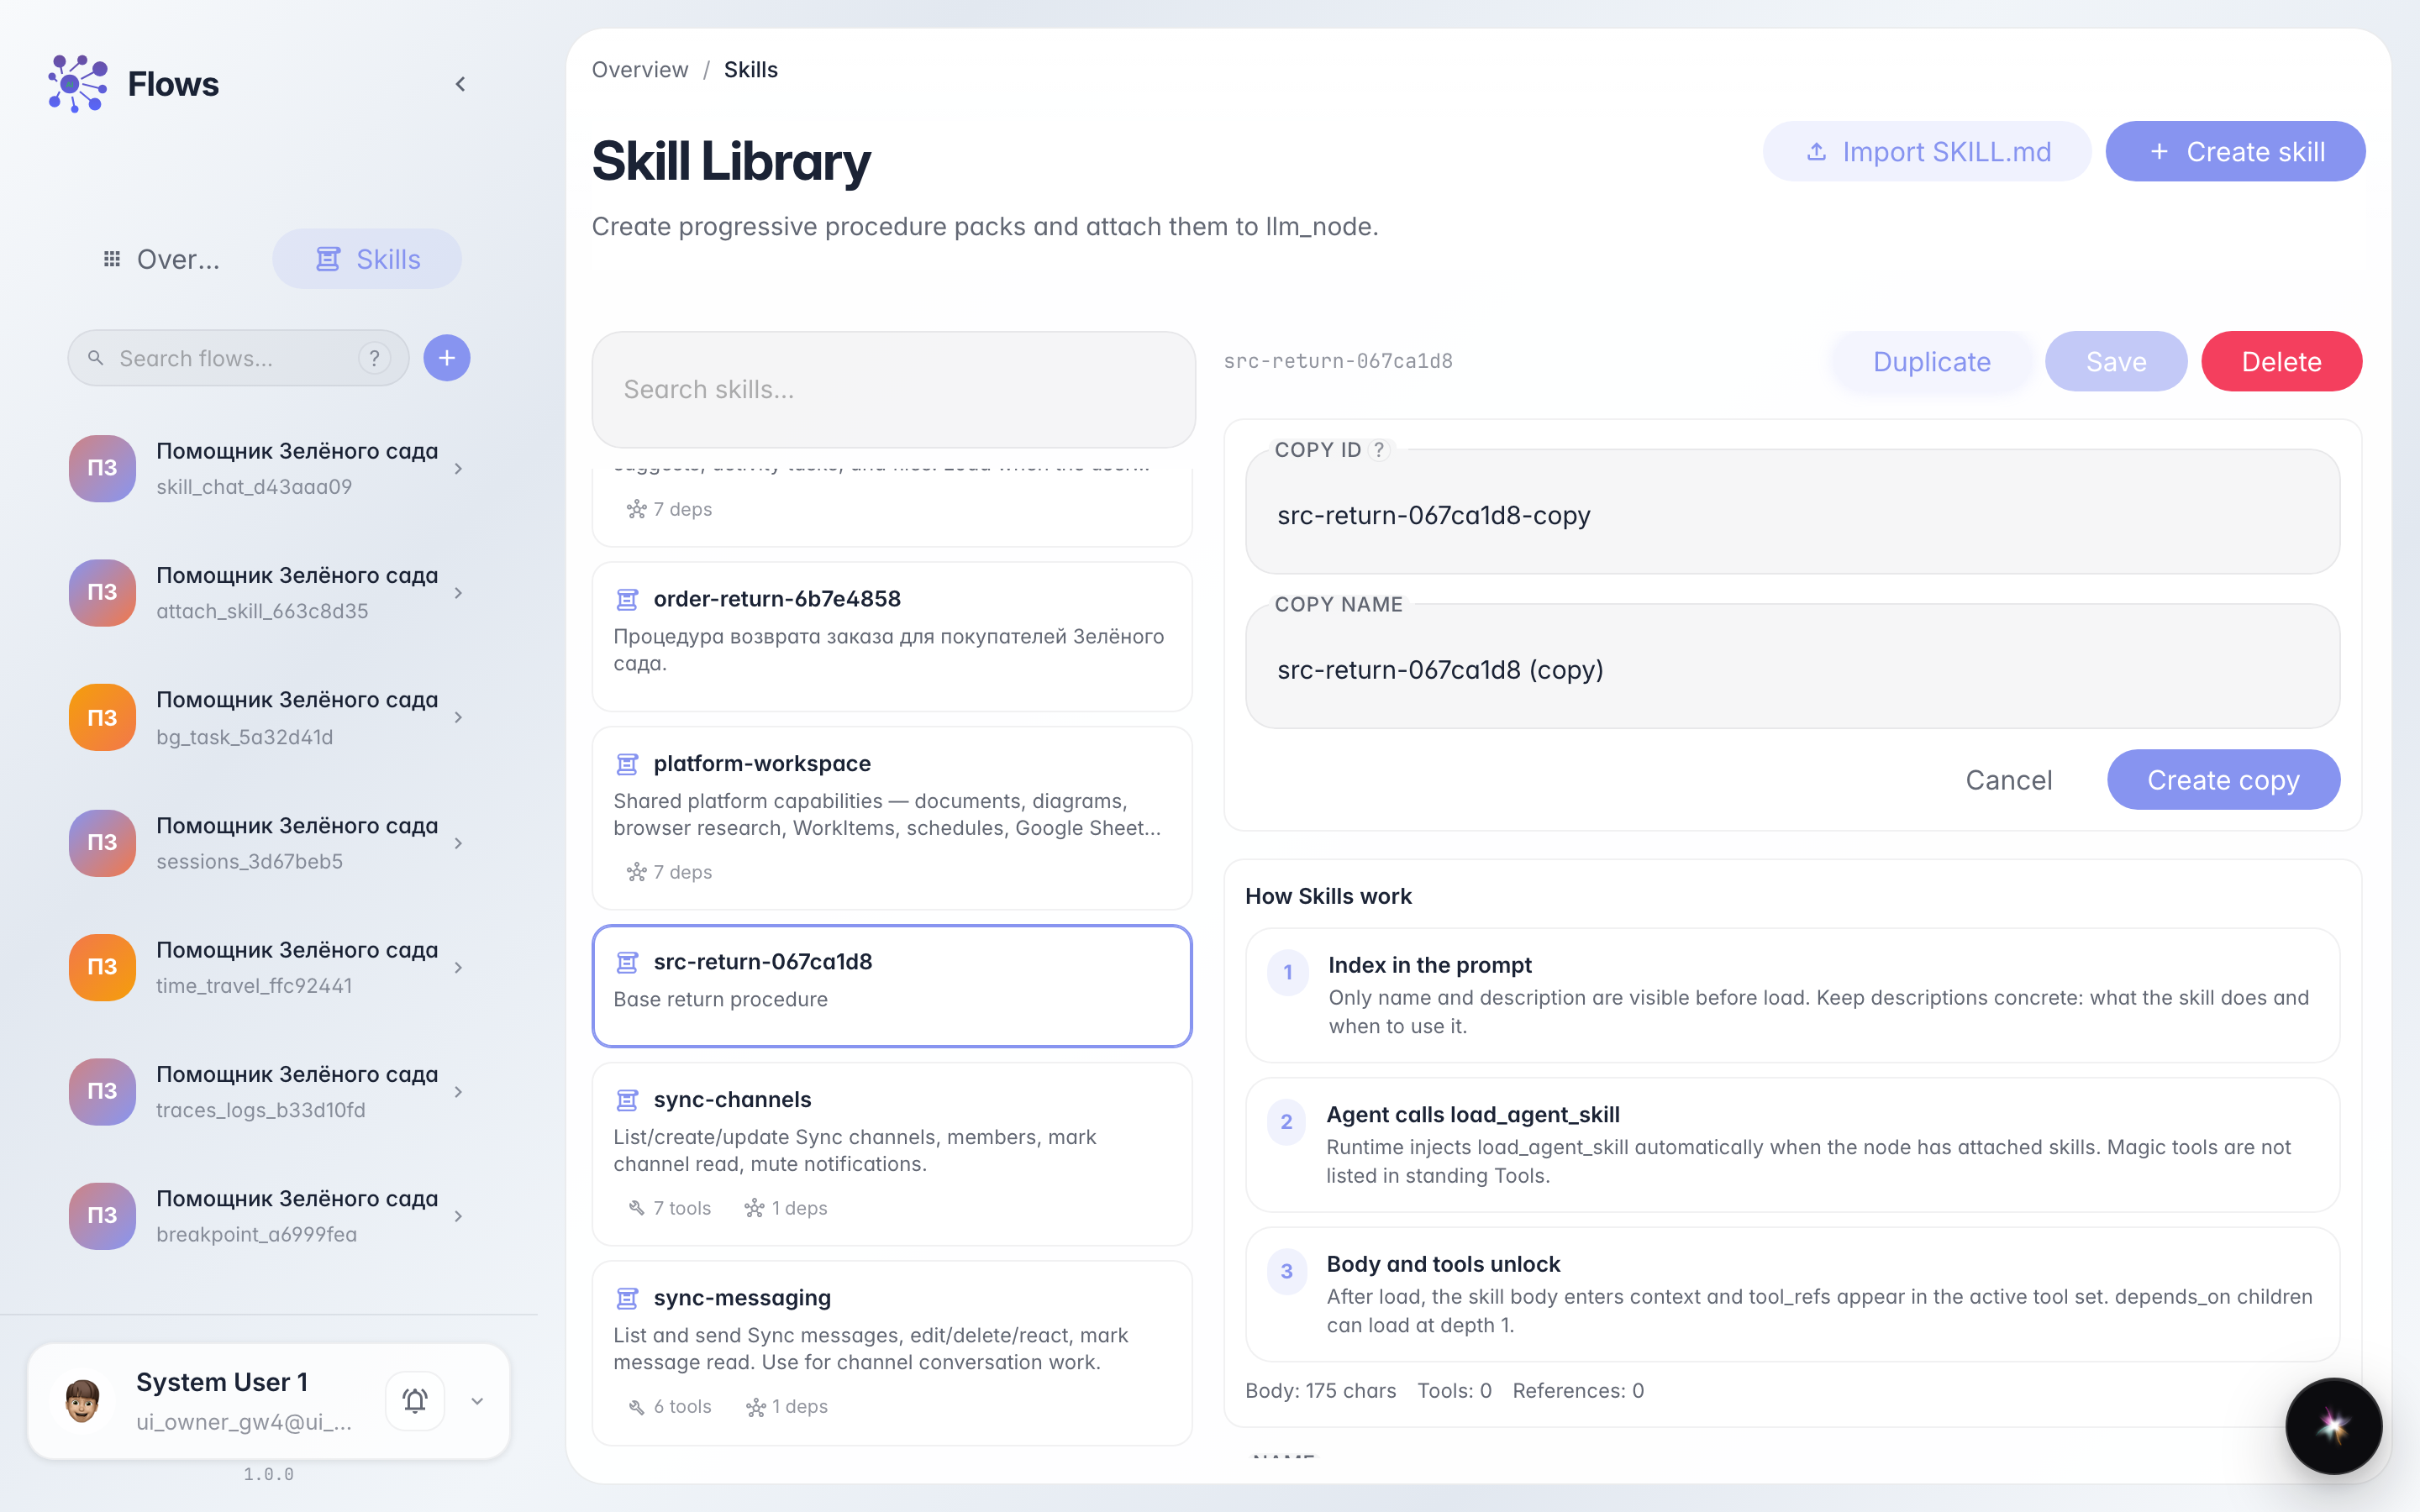 Flows
Over...
Skills
Search flows...
?
ПЗ
Помощник Зелёного сада
skill_chat_d43aaa09
ПЗ
Помощник Зелёного сада
attach_skill_663c8d35
ПЗ
Помощник Зелёного сада
bg_task_5a32d41d
ПЗ
Помощник Зелёного сада
sessions_3d67beb5
ПЗ
Помощник Зелёного сада
time_travel_ffc92441
ПЗ
Помощник Зелёного сада
traces_logs_b33d10fd
ПЗ
Помощник Зелёного сада
breakpoint_a6999fea
System User 1
ui_owner_gw4@ui_...
1.0.0
Overview / Skills
Skill Library
Create progressive procedure packs and attach them to llm_node.
Import SKILL.md
Create skill
Search skills...
7 deps
order-return-6b7e4858
Процедура возврата заказа для покупателей Зелёного
сада.
platform-workspace
Shared platform capabilities — documents, diagrams,
browser research, WorkItems, schedules, Google Sheet...
7 deps
src-return-067ca1d8
Base return procedure
sync-channels
List/create/update Sync channels, members, mark
channel read, mute notifications.
7 tools
1 deps
sync-messaging
List and send Sync messages, edit/delete/react, mark
message read. Use for channel conversation work.
6 tools
1 deps
src-return-067ca1d8
Duplicate
Save
Delete
COPY ID ?
src-return-067ca1d8-copy
COPY NAME
src-return-067ca1d8 (copy)
Cancel
Create copy
How Skills work
1
Index in the prompt
Only name and description are visible before load. Keep descriptions concrete: what the skill does and
when to use it.
2
Agent calls load_agent_skill
Runtime injects load_agent_skill automatically when the node has attached skills. Magic tools are not
listed in standing Tools.
3
Body and tools unlock
After load, the skill body enters context and tool_refs appear in the active tool set. depends_on children
can load at depth 1.
Body: 175 chars
Tools: 0
References: 0